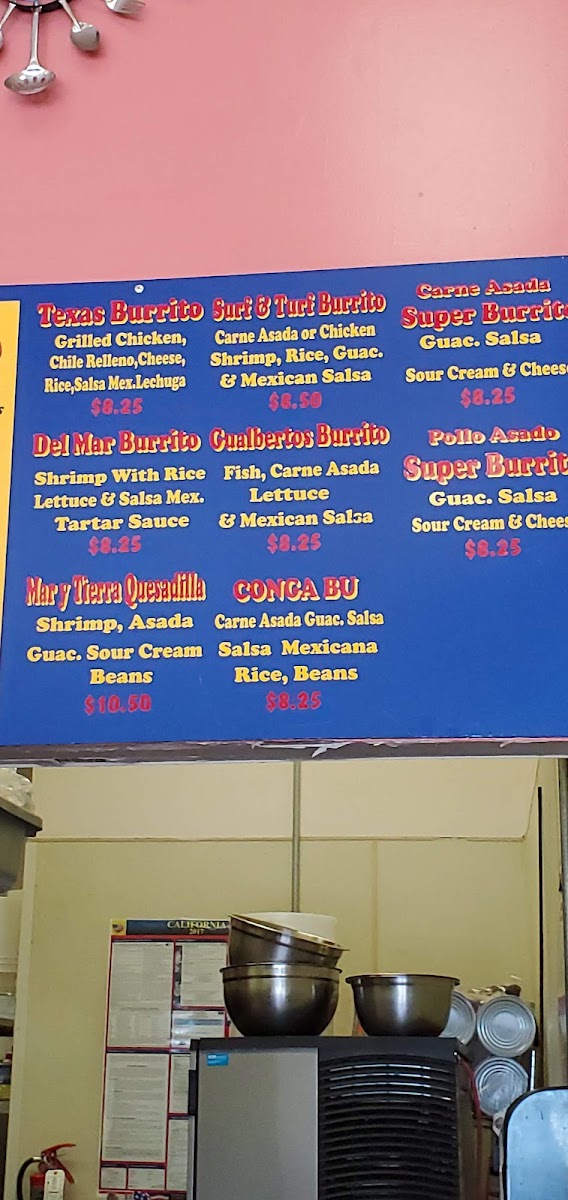 Texas Burrito
Grilled Chicken,
Chile Relleno,Cheese,
Rice,Salsa Mex.Lechuga
$8.25
Surf & Turf Burrito
Carne Asada or Chicken
Shrimp, Rice, Guac.
& Mexican Salsa
$8.50
Carne Asada
Super Burrito
Guac. Salsa
Sour Cream & Cheese
$8.25
Del Mar Burrito
Shrimp With Rice
Lettuce & Salsa Mex.
Tartar Sauce
$8.25
Gualbertos Burrito
Fish, Carne Asada
Lettuce
& Mexican Salsa
$8.25
Pollo Asado
Super Burrit
Guac. Salsa
Sour Cream & Chees
$8.25
Mar y Tierra Quesadilla
Shrimp, Asada
Guac. Sour Cream
Beans
$10.50
CONGA BU
Carne Asada Guac. Salsa
Salsa Mexicana
Rice, Beans
$8.25
CALIFORNIA
2017